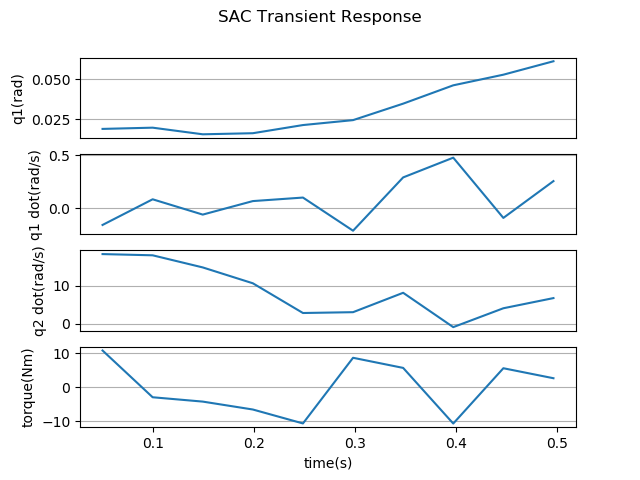 SAC Transient Response
0.050
0.025
q1(rad)
0.5
0.0
q1 dot(rad/s)
10
0
q2 dot(rad/s)
10
0
−10
torque(Nm)
0.1 0.2 0.3 0.4 0.5
time(s)